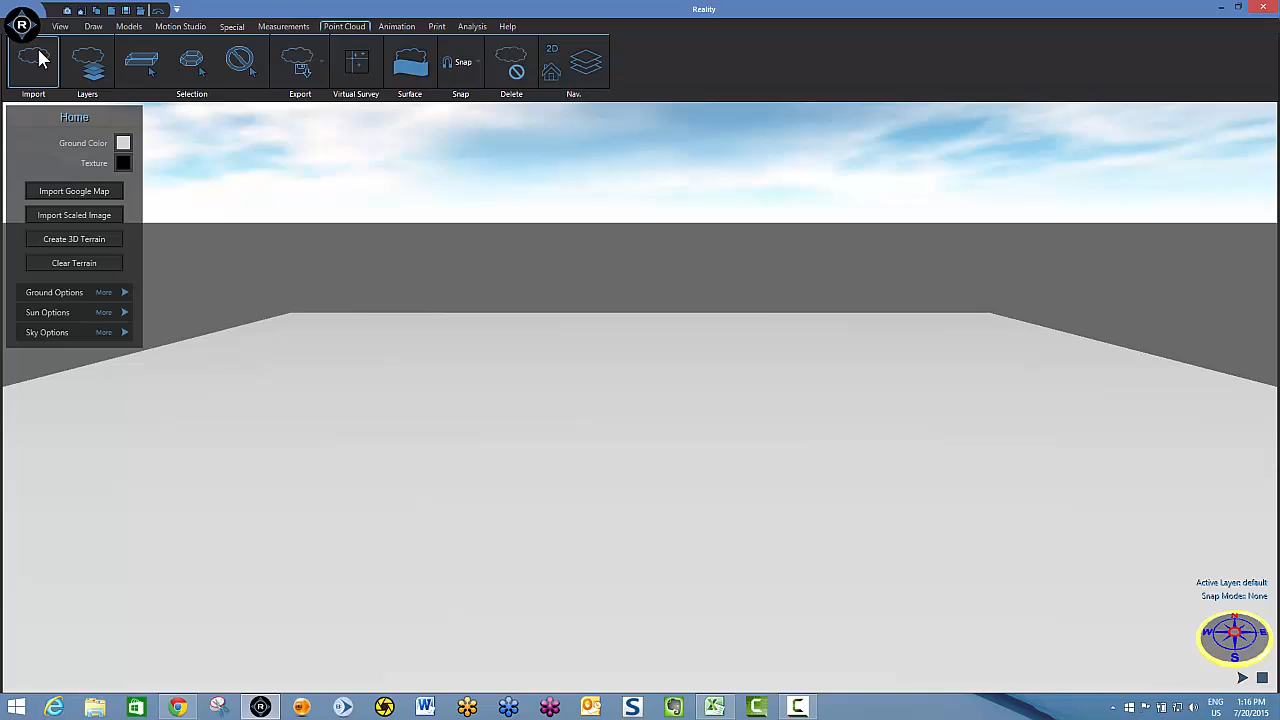 Reality
R
View Draw Models Motion Studio Special Measurements Point Cloud Animation Print Analysis Help
Snap
2D
Import Layers Selection Export Virtual Survey Surface Snap Delete Nav.
Home
Ground Color
Texture
Import Google Map
Import Scaled Image
Create 3D Terrain
Clear Terrain
Ground Options More
Sun Options More
Sky Options More
Active Layer: default
Snap Mode: None
N
W E
S
ENG 1:16 PM
US 7/20/2015